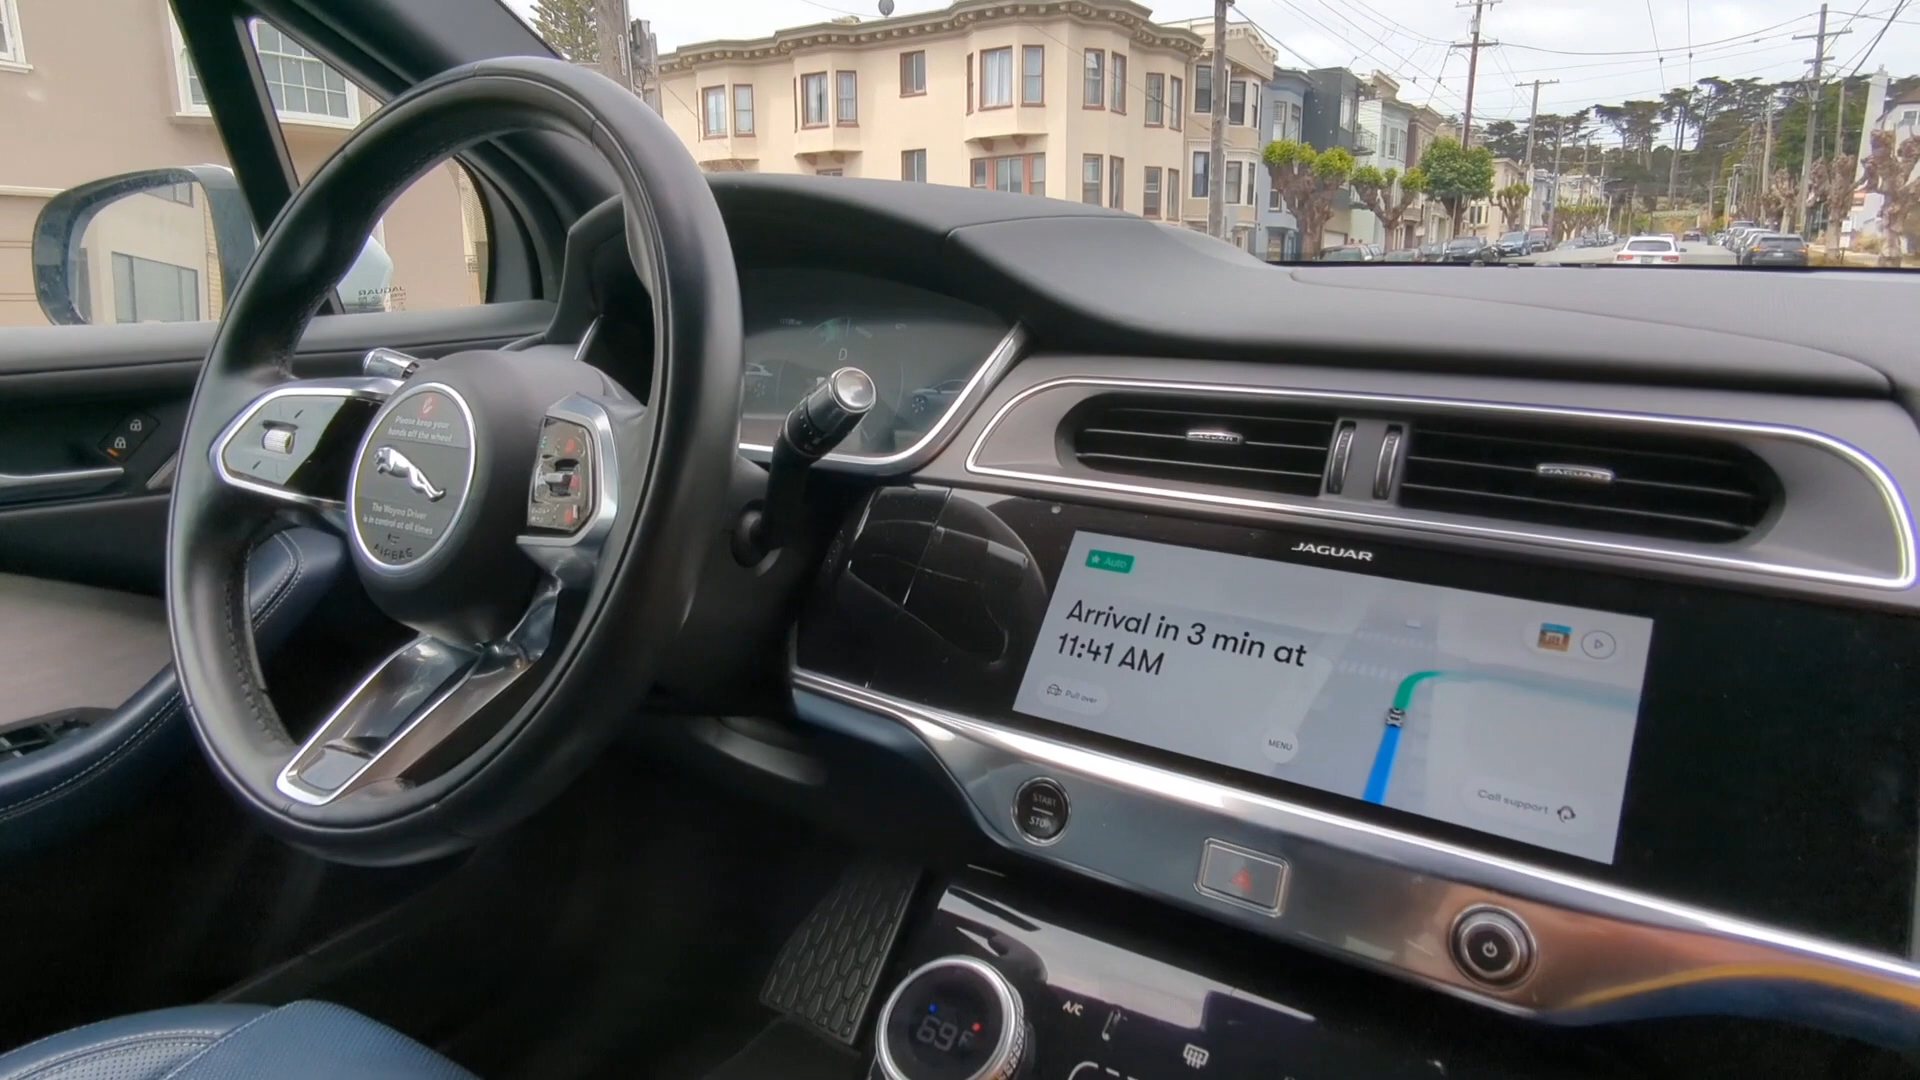 Please keep your
hands off the wheel
The Waymo Driver
is in control at all times
AIRBAG
D
JAGUAR
JAGUAR
JAGUAR
Auto
Arrival in 3 min at
11:41 AM
Pull over
MENU
Call support
START
STOP
69 F
A/C